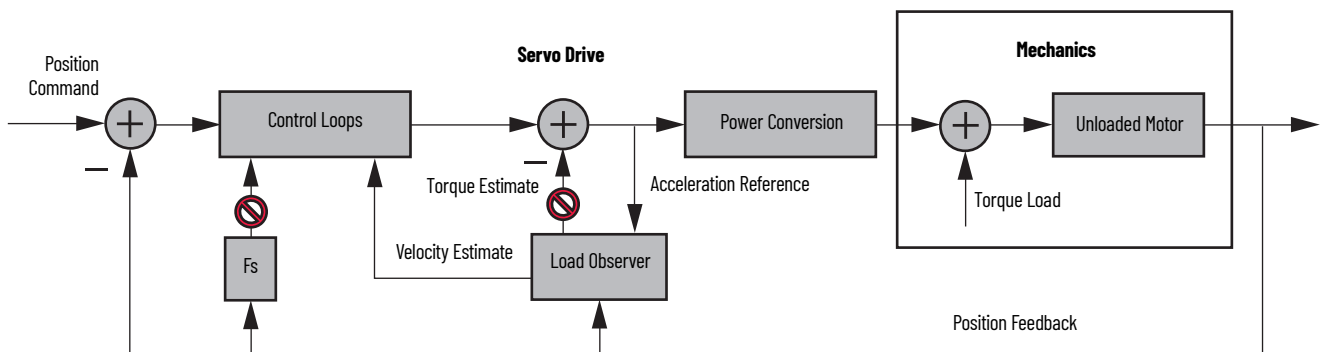 Servo Drive
Mechanics
Position
Command
+
Control Loops
+
Power Conversion
+
Unloaded Motor
−
−
Torque Estimate
Acceleration Reference
Torque Load
Velocity Estimate
Fs
Load Observer
Position Feedback